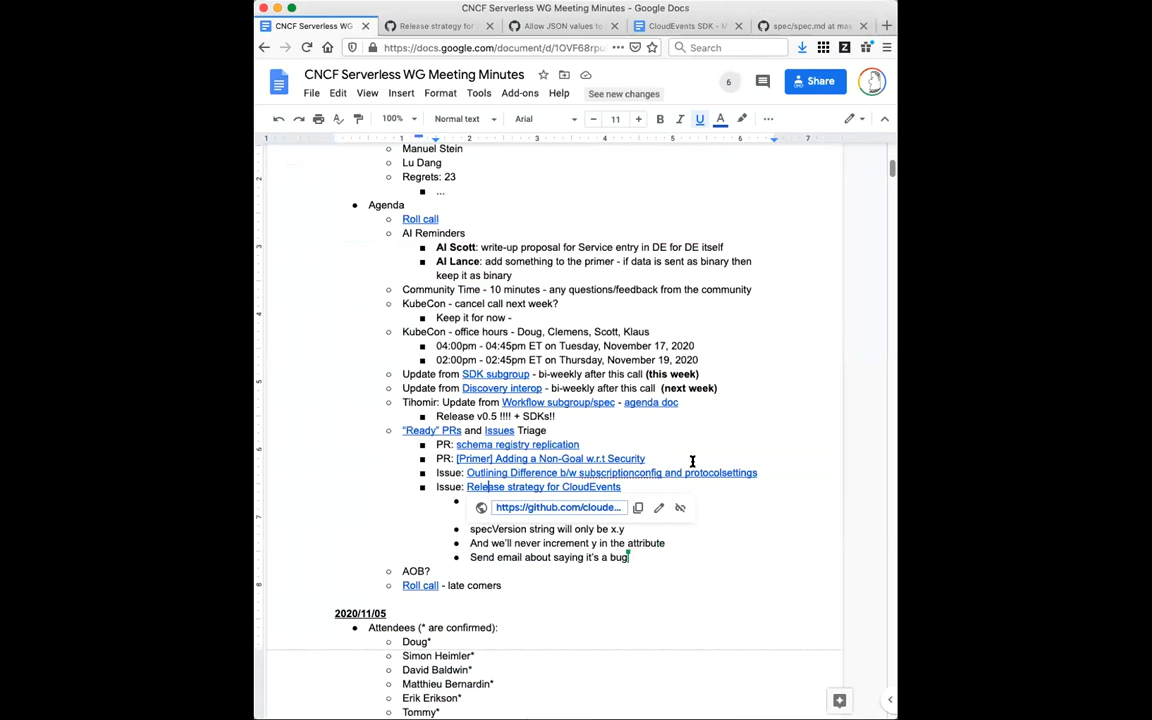 CNCF Serverless WG Meeting Minutes - Google Docs
CNCF Serverless WG
Release strategy for
Allow JSON values to
CloudEvents SDK - M
spec/spec.md at mas
https://docs.google.com/document/d/1OVF68rpu
Search
CNCF Serverless WG Meeting Minutes
6
Share
File Edit View Insert Format Tools Add-ons Help See new changes
100% Normal text Arial 11 B I U A
1 1 2 3 4 5 6 7
Manuel Stein
Lu Dang
Regrets: 23
...
Agenda
Roll call
AI Reminders
AI Scott: write-up proposal for Service entry in DE for DE itself
AI Lance: add something to the primer - if data is sent as binary then
keep it as binary
Community Time - 10 minutes - any questions/feedback from the community
KubeCon - cancel call next week?
Keep it for now -
KubeCon - office hours - Doug, Clemens, Scott, Klaus
04:00pm - 04:45pm ET on Tuesday, November 17, 2020
02:00pm - 02:45pm ET on Thursday, November 19, 2020
Update from SDK subgroup - bi-weekly after this call (this week)
Update from Discovery interop - bi-weekly after this call (next week)
Tihomir: Update from Workflow subgroup/spec - agenda doc
Release v0.5 !!!! + SDKs!!
“Ready” PRs and Issues Triage
PR: schema registry replication
PR: [Primer] Adding a Non-Goal w.r.t Security
Issue: Outlining Difference b/w subscriptionconfig and protocolsettings
Issue: Release strategy for CloudEvents
https://github.com/cloude...
specVersion string will only be x.y
And we’ll never increment y in the attribute
Send email about saying it’s a bug
AOB?
Roll call - late comers
2020/11/05
Attendees (* are confirmed):
Doug*
Simon Heimler*
David Baldwin*
Matthieu Bernardin*
Erik Erikson*
Tommy*